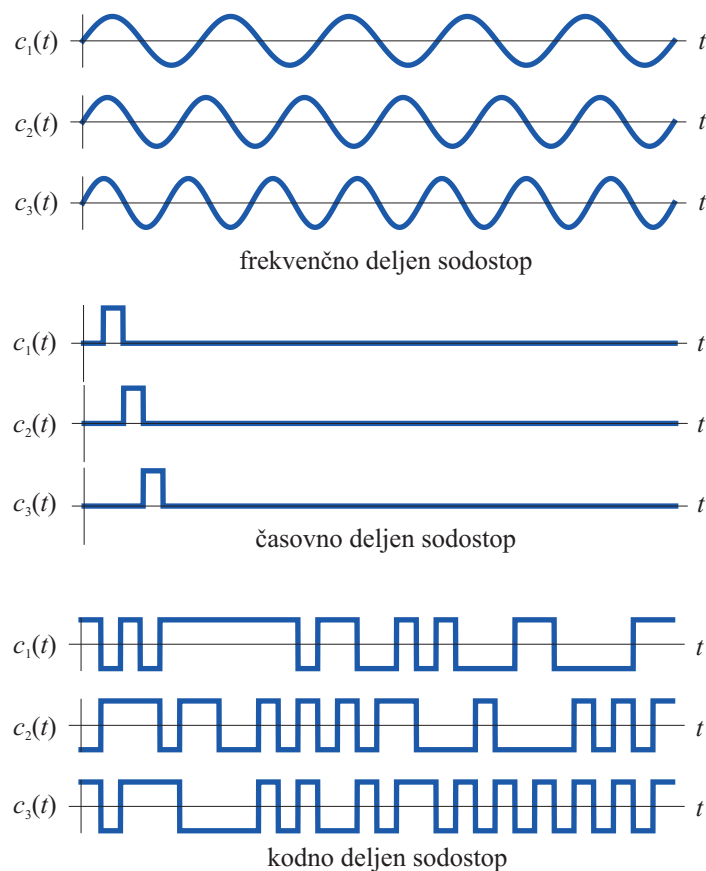 c₁(t) t
c₂(t) t
c₃(t) t
frekvenčno deljen sodostop
c₁(t) t
c₂(t) t
c₃(t) t
časovno deljen sodostop
c₁(t) t
c₂(t) t
c₃(t) t
kodno deljen sodostop